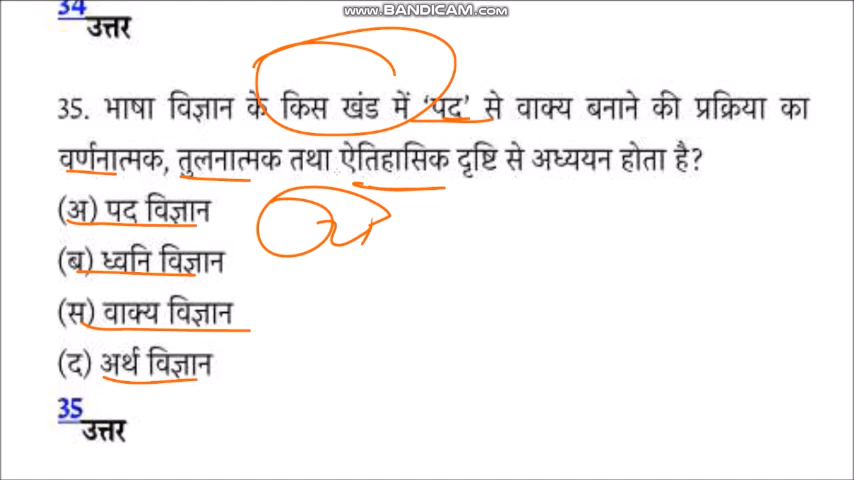 www.BANDICAM.com
34
उत्तर
35. भाषा विज्ञान के किस खंड में ‘पद’ से वाक्य बनाने की प्रक्रिया का
वर्णनात्मक, तुलनात्मक तथा ऐतिहासिक दृष्टि से अध्ययन होता है?
(अ) पद विज्ञान
(ब) ध्वनि विज्ञान
(स) वाक्य विज्ञान
(द) अर्थ विज्ञान
35
उत्तर